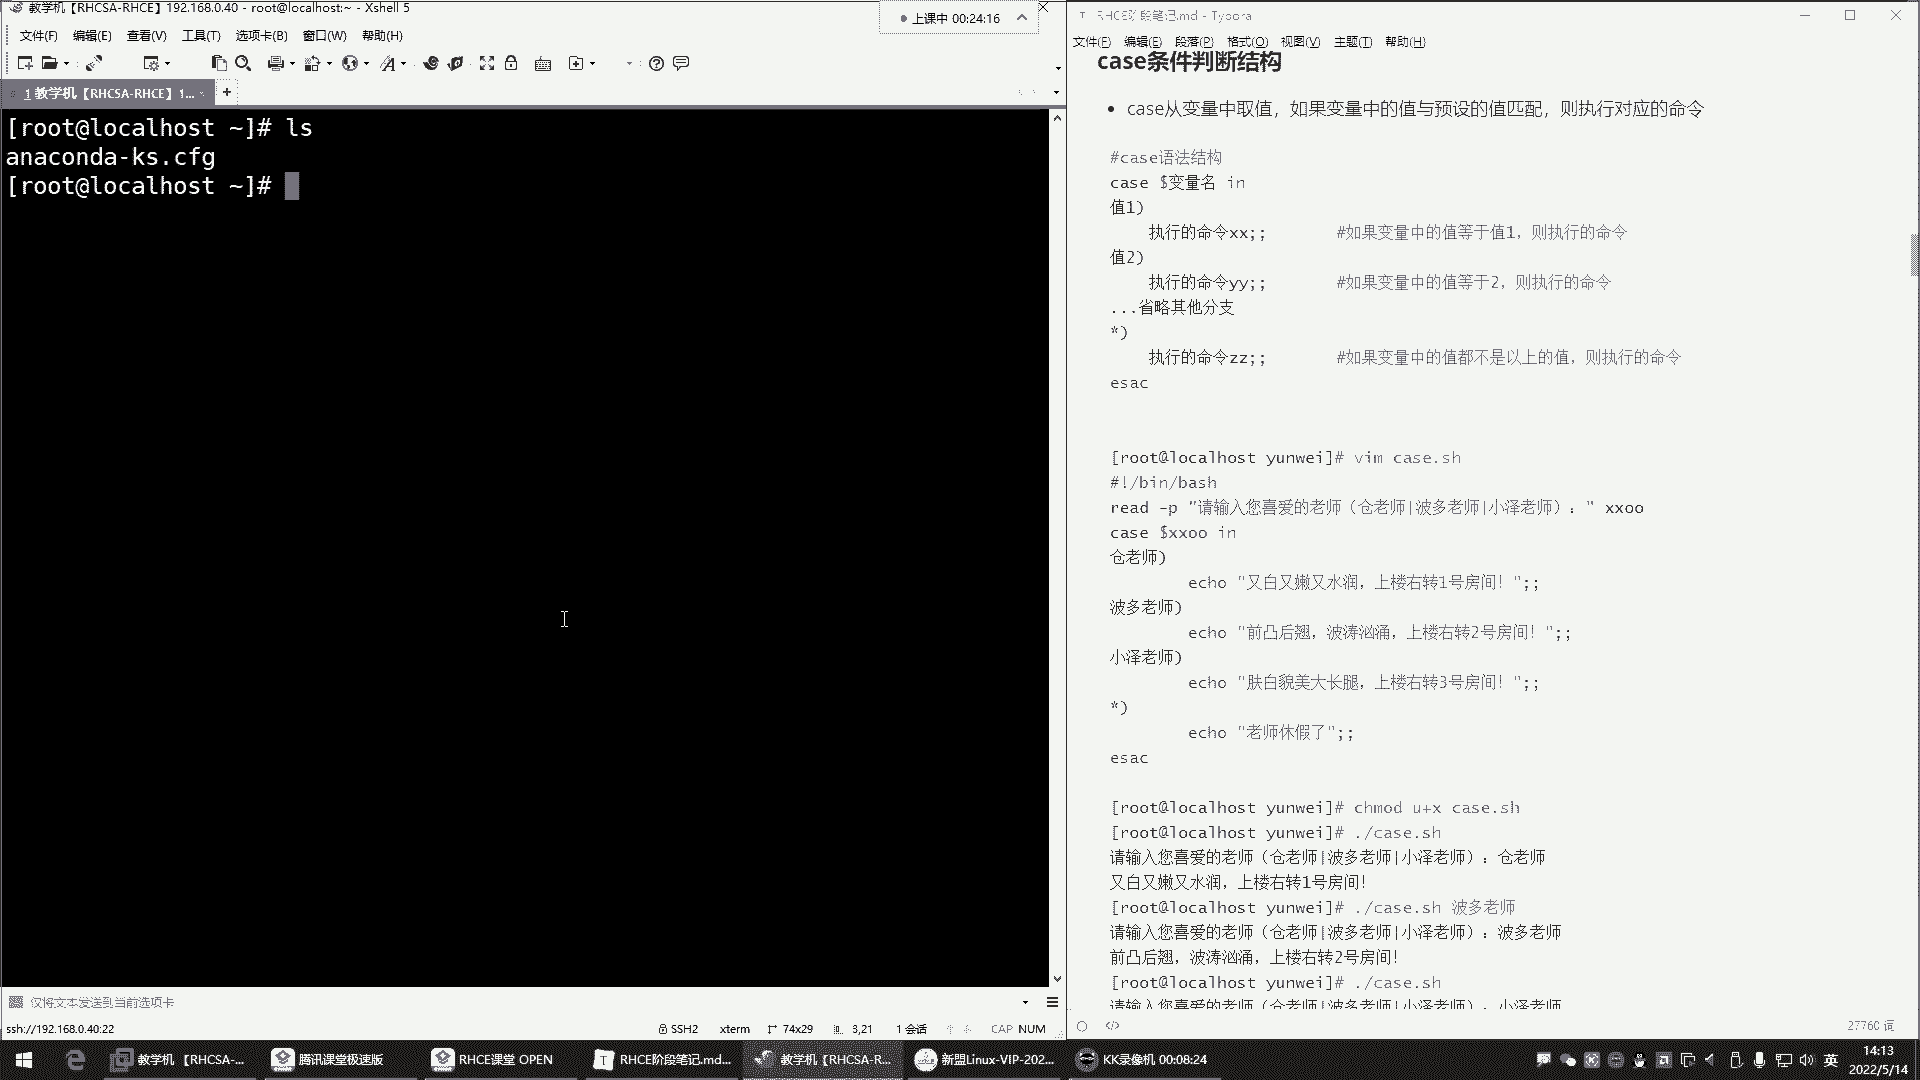 教学机【RHCSA-RHCE】192.168.0.40 - root@localhost:~ - Xshell 5
上课中 00:24:16
文件(F) 编辑(E) 查看(V) 工具(T) 选项卡(B) 窗口(W) 帮助(H)
1 教学机【RHCSA-RHCE】1...
[root@localhost ~]# ls
anaconda-ks.cfg
[root@localhost ~]#
仅将文本发送到当前选项卡
ssh://192.168.0.40:22 SSH2 xterm 74x29 3,21 1 会话 CAP NUM
RHCE阶段笔记.md - Typora
文件(F) 编辑(E) 段落(P) 格式(O) 视图(V) 主题(T) 帮助(H)
case条件判断结构
case从变量中取值，如果变量中的值与预设的值匹配，则执行对应的命令
#case语法结构
case $变量名 in
值1)
执行的命令xx;; #如果变量中的值等于值1，则执行的命令
值2)
执行的命令yy;; #如果变量中的值等于2，则执行的命令
...省略其他分支
*)
执行的命令zz;; #如果变量中的值都不是以上的值，则执行的命令
esac
[root@localhost yunwei]# vim case.sh
#!/bin/bash
read -p "请输入您喜爱的老师（仓老师|波多老师|小泽老师）：" xxoo
case $xxoo in
仓老师)
echo "又白又嫩又水润，上楼右转1号房间！";;
波多老师)
echo "前凸后翘，波涛汹涌，上楼右转2号房间！";;
小泽老师)
echo "肤白貌美大长腿，上楼右转3号房间！";;
*)
echo "老师休假了";;
esac
[root@localhost yunwei]# chmod u+x case.sh
[root@localhost yunwei]# ./case.sh
请输入您喜爱的老师（仓老师|波多老师|小泽老师）：仓老师
又白又嫩又水润，上楼右转1号房间！
[root@localhost yunwei]# ./case.sh 波多老师
请输入您喜爱的老师（仓老师|波多老师|小泽老师）：波多老师
前凸后翘，波涛汹涌，上楼右转2号房间！
[root@localhost yunwei]# ./case.sh
请输入您喜爱的老师（仓老师|波多老师|小泽老师）：小泽老师
27760 词
教学机 【RHCSA-... 腾讯课堂极速版 RHCE课堂 OPEN RHCE阶段笔记.md... 教学机【RHCSA-R... 新盟Linux-VIP-202... KK录像机 00:08:24 英 14:13
2022/5/14